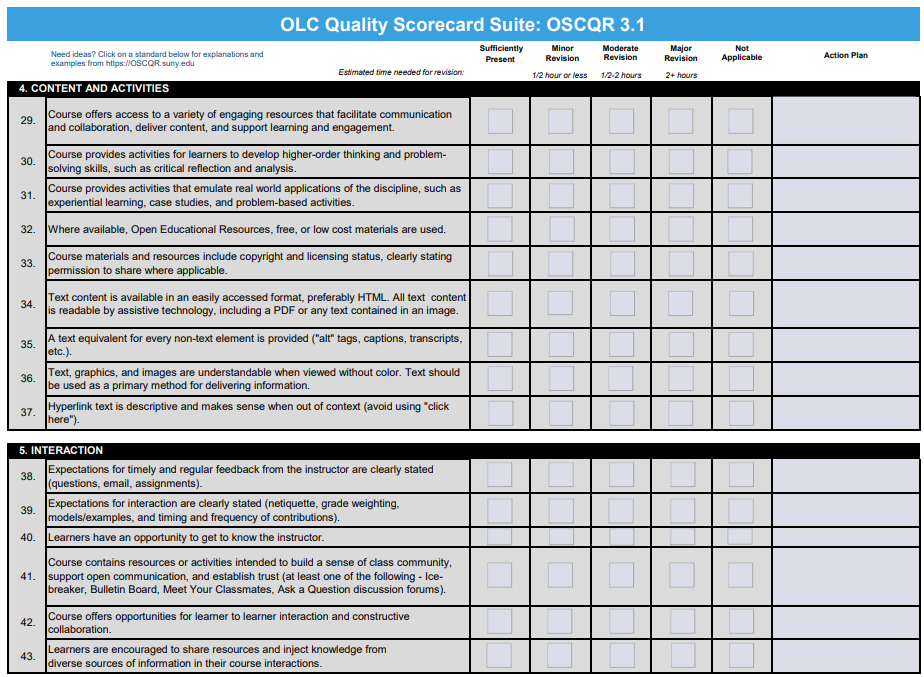 OLC Quality Scorecard Suite: OSCQR 3.1
Need ideas? Click on a standard below for explanations and
examples from https://OSCQR.suny.edu
Sufficiently
Present
Minor
Revision
Moderate
Revision
Major
Revision
Not
Applicable
Action Plan
Estimated time needed for revision:
1/2 hour or less
1/2-2 hours
2+ hours
4. CONTENT AND ACTIVITIES
29.
Course offers access to a variety of engaging resources that facilitate communication
and collaboration, deliver content, and support learning and engagement.
30.
Course provides activities for learners to develop higher-order thinking and problem-
solving skills, such as critical reflection and analysis.
31.
Course provides activities that emulate real world applications of the discipline, such as
experiential learning, case studies, and problem-based activities.
32.
Where available, Open Educational Resources, free, or low cost materials are used.
33.
Course materials and resources include copyright and licensing status, clearly stating
permission to share where applicable.
34.
Text content is available in an easily accessed format, preferably HTML. All text content
is readable by assistive technology, including a PDF or any text contained in an image.
35.
A text equivalent for every non-text element is provided ("alt" tags, captions, transcripts,
etc.).
36.
Text, graphics, and images are understandable when viewed without color. Text should
be used as a primary method for delivering information.
37.
Hyperlink text is descriptive and makes sense when out of context (avoid using "click
here").
5. INTERACTION
38.
Expectations for timely and regular feedback from the instructor are clearly stated
(questions, email, assignments).
39.
Expectations for interaction are clearly stated (netiquette, grade weighting,
models/examples, and timing and frequency of contributions).
40.
Learners have an opportunity to get to know the instructor.
41.
Course contains resources or activities intended to build a sense of class community,
support open communication, and establish trust (at least one of the following - Ice-
breaker, Bulletin Board, Meet Your Classmates, Ask a Question discussion forums).
42.
Course offers opportunities for learner to learner interaction and constructive
collaboration.
43.
Learners are encouraged to share resources and inject knowledge from
diverse sources of information in their course interactions.